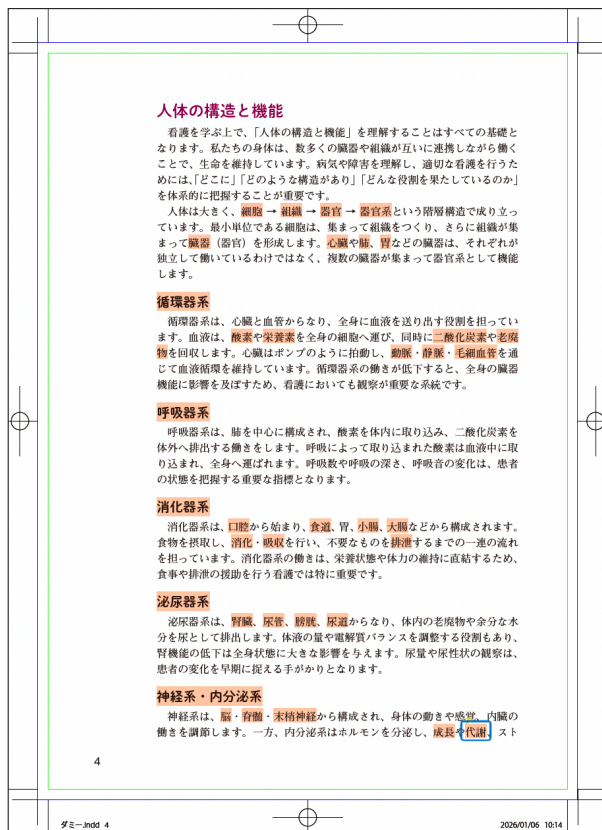 人体の構造と機能
看護を学ぶ上で、「人体の構造と機能」を理解することはすべての基礎と
なります。私たちの身体は、数多くの臓器や組織が互いに連携しながら働く
ことで、生命を維持しています。病気や障害を理解し、適切な看護を行うた
めには、「どこに」「どのような構造があり」「どんな役割を果たしているのか」
を体系的に把握することが重要です。
人体は大きく、細胞 → 組織 → 器官 → 器官系という階層構造で成り立っ
ています。最小単位である細胞は、集まって組織をつくり、さらに組織が集
まって臓器（器官）を形成します。心臓や肺、胃などの臓器は、それぞれが
独立して働いているわけではなく、複数の臓器が集まって器官系として機能
します。
循環器系
循環器系は、心臓と血管からなり、全身に血液を送り出す役割を担ってい
ます。血液は、酸素や栄養素を全身の細胞へ運び、同時に二酸化炭素や老廃
物を回収します。心臓はポンプのように拍動し、動脈・静脈・毛細血管を通
じて血液循環を維持しています。循環器系の働きが低下すると、全身の臓器
機能に影響を及ぼすため、看護においても観察が重要な系統です。
呼吸器系
呼吸器系は、肺を中心に構成され、酸素を体内に取り込み、二酸化炭素を
体外へ排出する働きをします。呼吸によって取り込まれた酸素は血液中に取
り込まれ、全身へ運ばれます。呼吸数や呼吸の深さ、呼吸音の変化は、患者
の状態を把握する重要な指標となります。
消化器系
消化器系は、口腔から始まり、食道、胃、小腸、大腸などから構成されます。
食物を摂取し、消化・吸収を行い、不要なものを排泄するまでの一連の流れ
を担っています。消化器系の働きは、栄養状態や体力の維持に直結するため、
食事や排泄の援助を行う看護では特に重要です。
泌尿器系
泌尿器系は、腎臓、尿管、膀胱、尿道からなり、体内の老廃物や余分な水
分を尿として排出します。体液の量や電解質バランスを調整する役割もあり、
腎機能の低下は全身状態に大きな影響を与えます。尿量や尿性状の観察は、
患者の変化を早期に捉える手がかりとなります。
神経系・内分泌系
神経系は、脳・脊髄・末梢神経から構成され、身体の動きや感覚、内臓の
働きを調節します。一方、内分泌系はホルモンを分泌し、成長や代謝、スト
4
ダミー.indd 4
2026/01/06 10:14